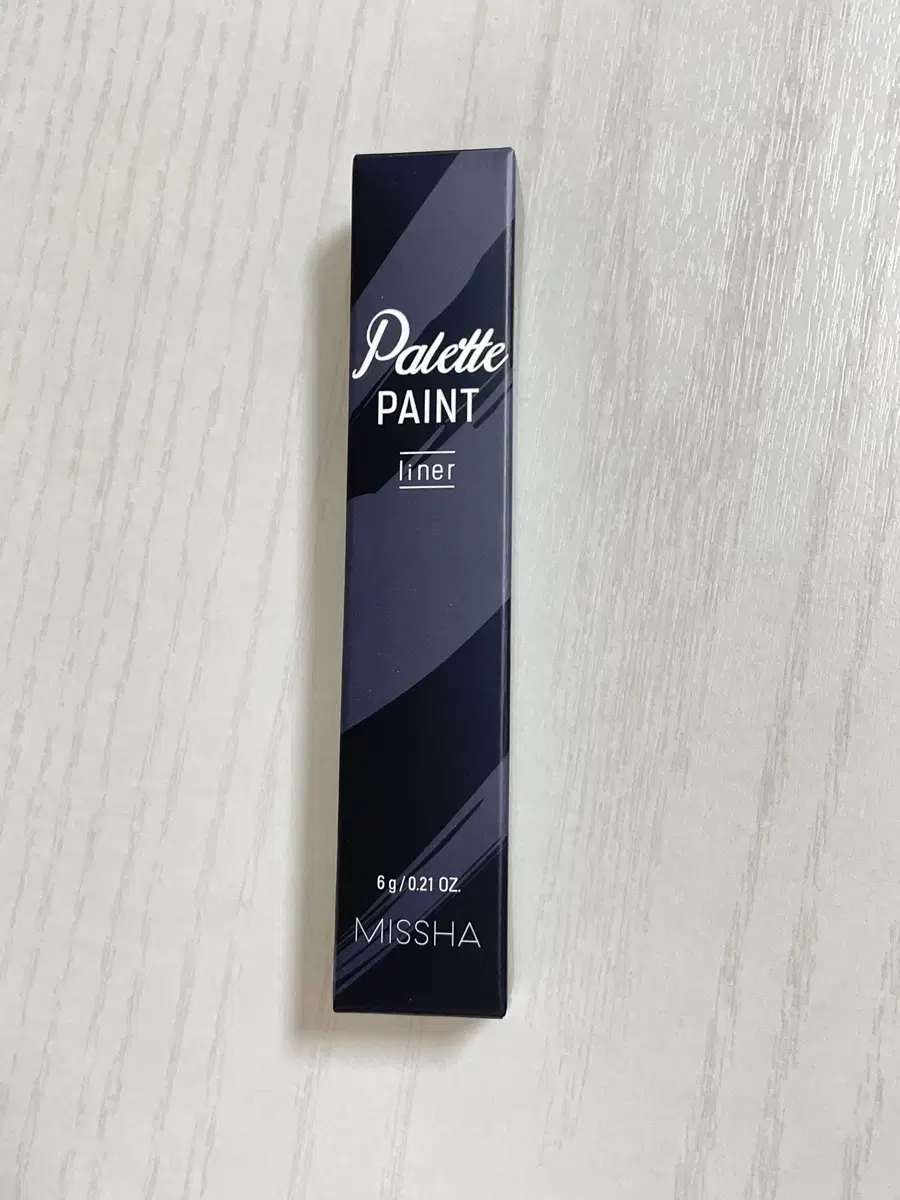 Palette
PAINT
liner
6 g / 0.21 OZ.
MISSHA